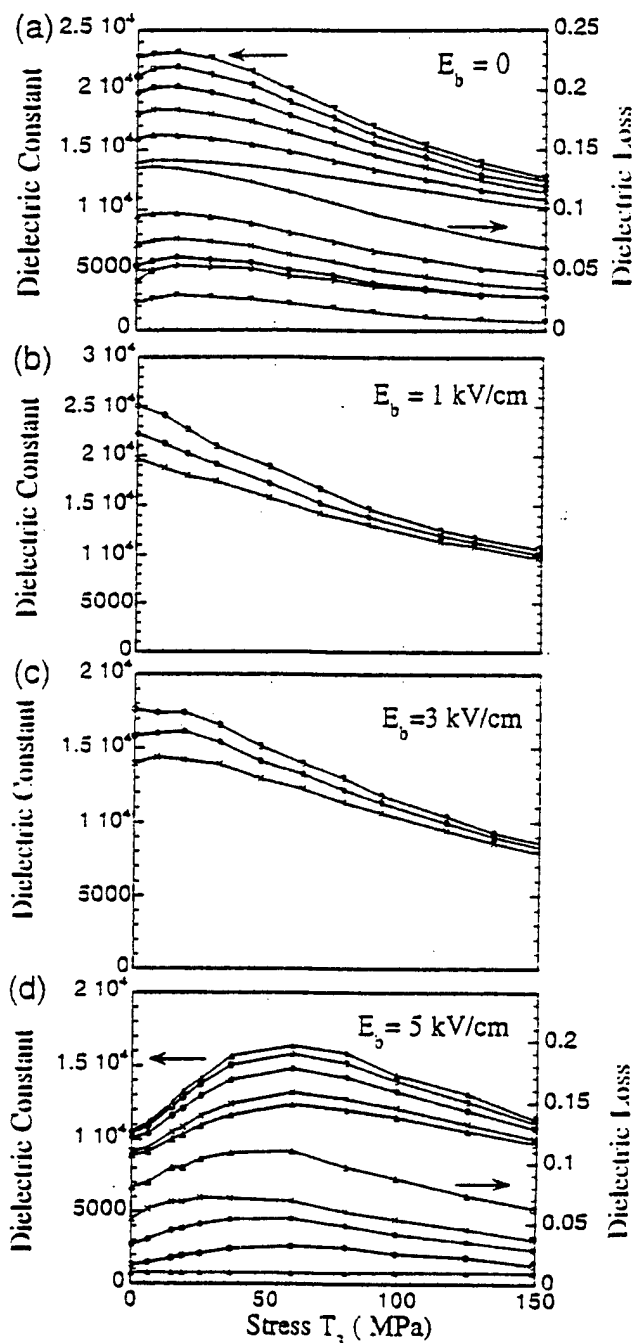 (a)
2.5 10⁴
2 10⁴
1.5 10⁴
1 10⁴
5000
0
Dielectric Constant
E_b = 0
0.25
0.2
0.15
0.1
0.05
0
Dielectric Loss
(b)
3 10⁴
2.5 10⁴
2 10⁴
1.5 10⁴
1 10⁴
5000
0
Dielectric Constant
E_b = 1 kV/cm
(c)
2 10⁴
1.5 10⁴
1 10⁴
5000
0
Dielectric Constant
E_b=3 kV/cm
(d)
2 10⁴
1.5 10⁴
1 10⁴
5000
0
Dielectric Constant
E_b = 5 kV/cm
0.2
0.15
0.1
0.05
0
Dielectric Loss
0 50 100 150
Stress T₃ ( MPa)